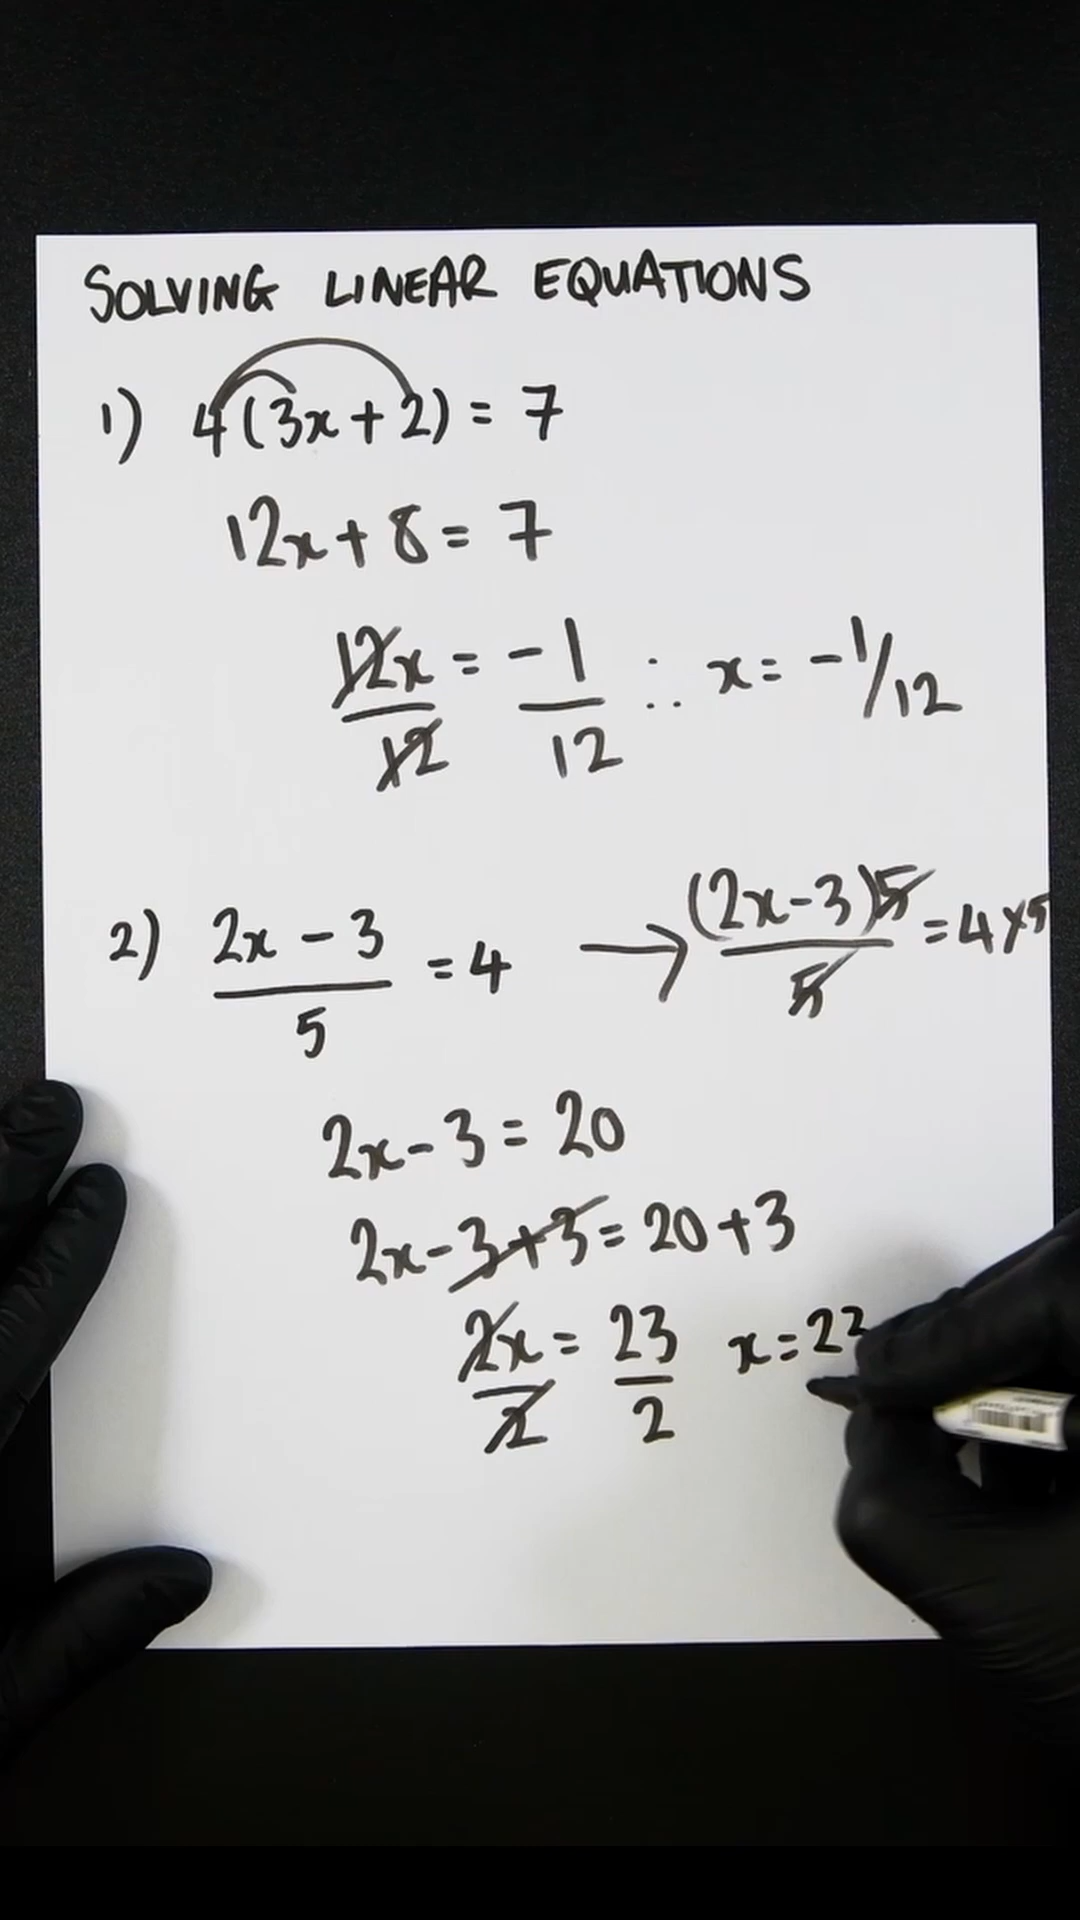 SOLVING LINEAR EQUATIONS
1) 4(3x+2) = 7
12x + 8 = 7
12x/12 = -1/12 ∴ x = -1/12
2) (2x - 3)/5 = 4 → (2x-3)5/5 = 4×5
2x - 3 = 20
2x - 3 + 3 = 20 + 3
2x/2 = 23/2 x = 2